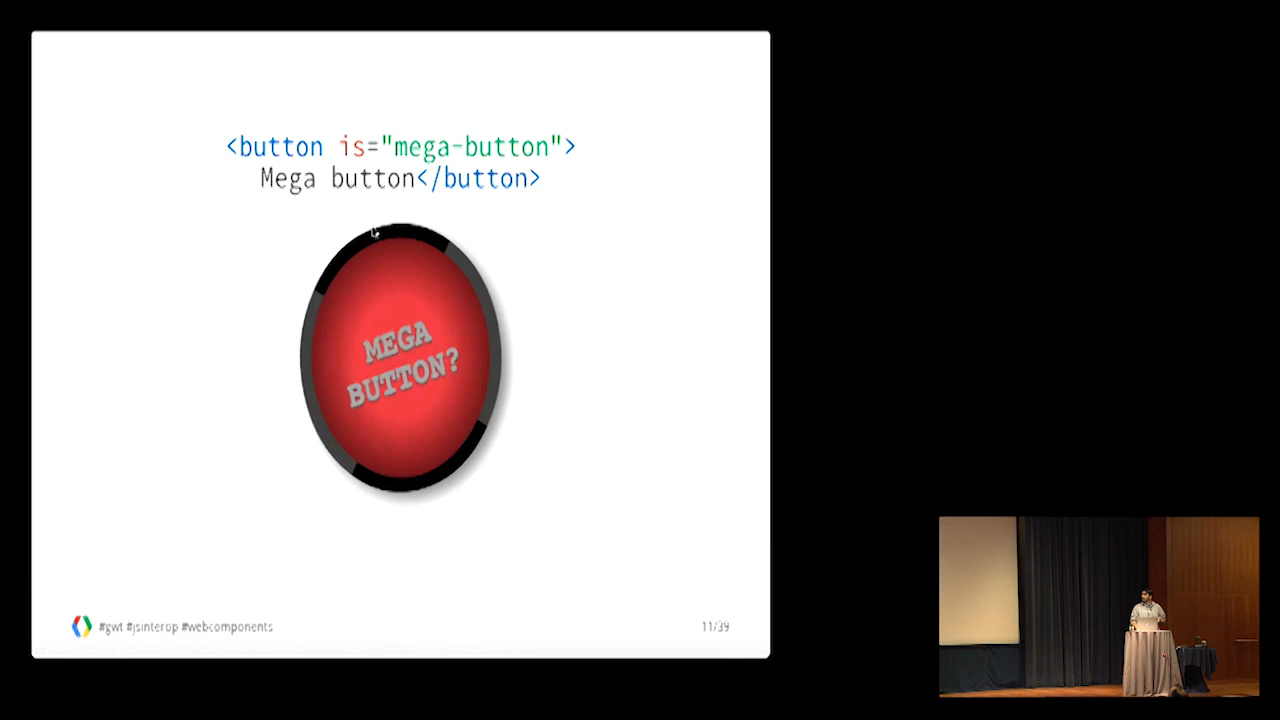 <button is="mega-button">
Mega button</button>
MEGA
BUTTON?
#gwt #jsinterop #webcomponents
11/39